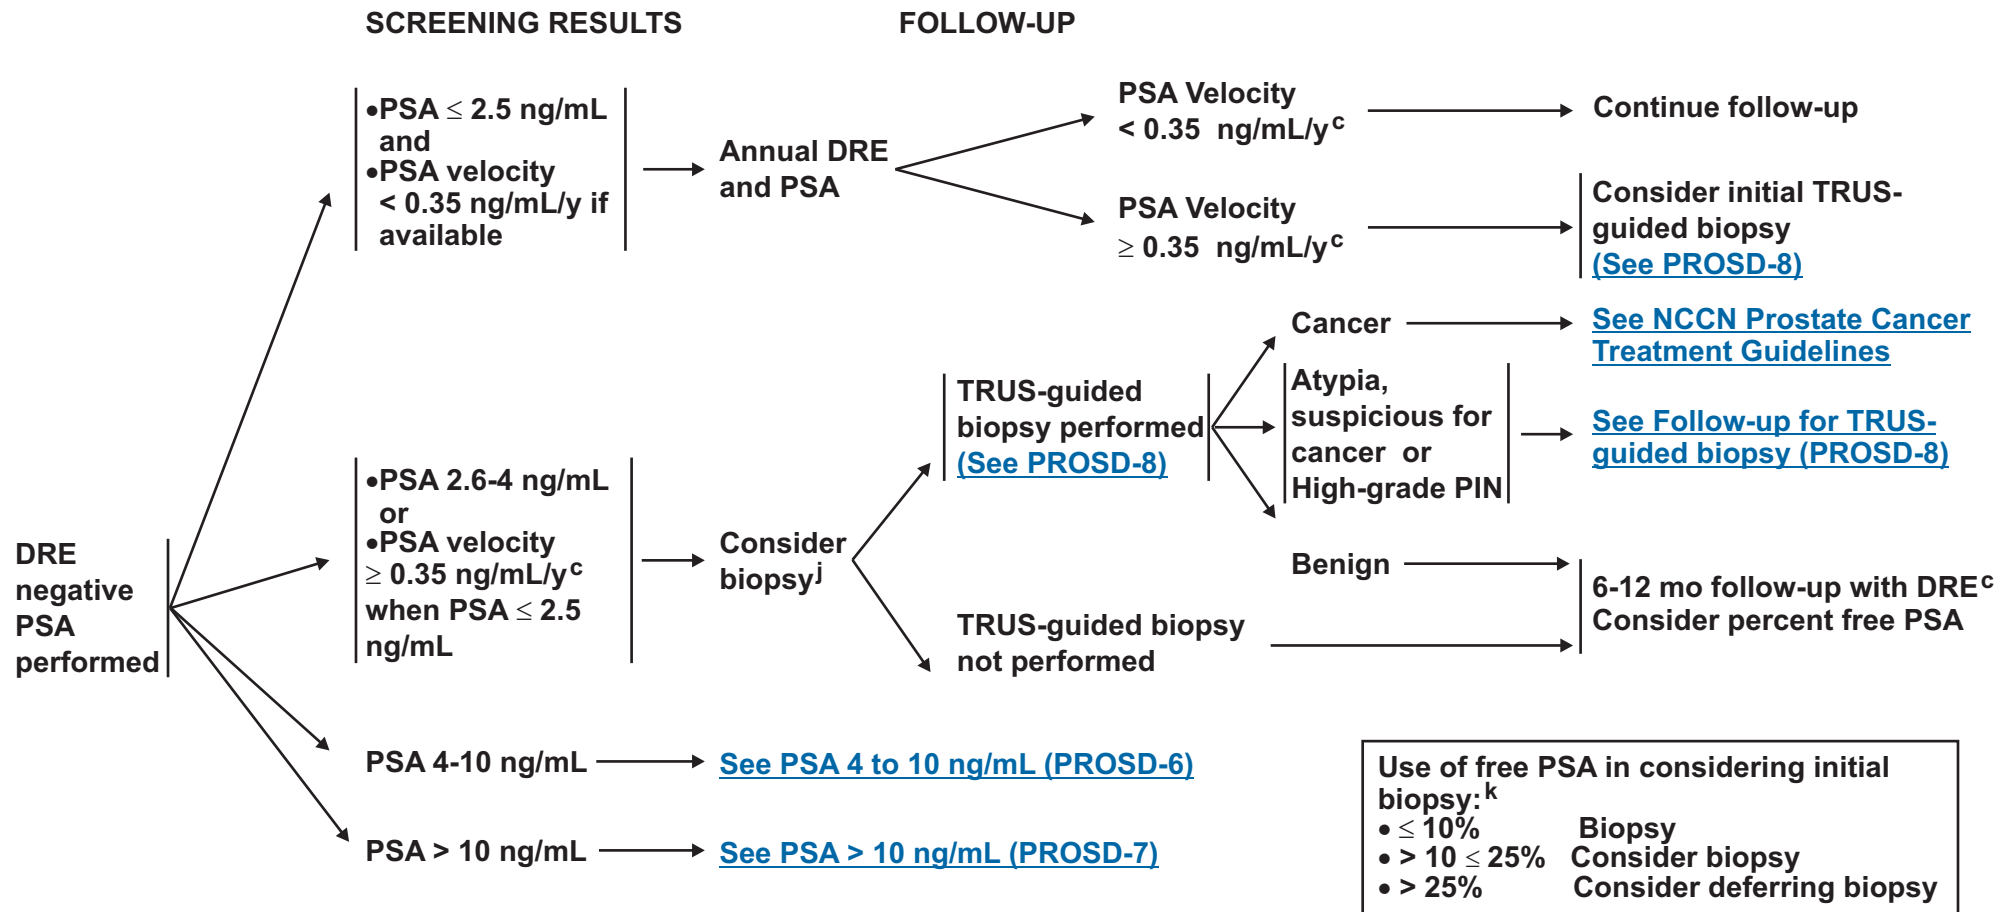 SCREENING RESULTS
FOLLOW-UP
•PSA ≤ 2.5 ng/mL
and
•PSA velocity
< 0.35 ng/mL/y if
available
Annual DRE
and PSA
PSA Velocity
< 0.35 ng/mL/yᶜ
Continue follow-up
PSA Velocity
≥ 0.35 ng/mL/yᶜ
Consider initial TRUS-
guided biopsy
(See PROSD-8)
DRE
negative
PSA
performed
•PSA 2.6-4 ng/mL
or
•PSA velocity
≥ 0.35 ng/mL/yᶜ
when PSA ≤ 2.5
ng/mL
Consider
biopsyʲ
TRUS-guided
biopsy performed
(See PROSD-8)
Cancer
See NCCN Prostate Cancer
Treatment Guidelines
Atypia,
suspicious for
cancer or
High-grade PIN
See Follow-up for TRUS-
guided biopsy (PROSD-8)
Benign
TRUS-guided biopsy
not performed
6-12 mo follow-up with DREᶜ
Consider percent free PSA
PSA 4-10 ng/mL
See PSA 4 to 10 ng/mL (PROSD-6)
PSA > 10 ng/mL
See PSA > 10 ng/mL (PROSD-7)
Use of free PSA in considering initial
biopsy:ᵏ
• ≤ 10% Biopsy
• > 10 ≤ 25% Consider biopsy
• > 25% Consider deferring biopsy